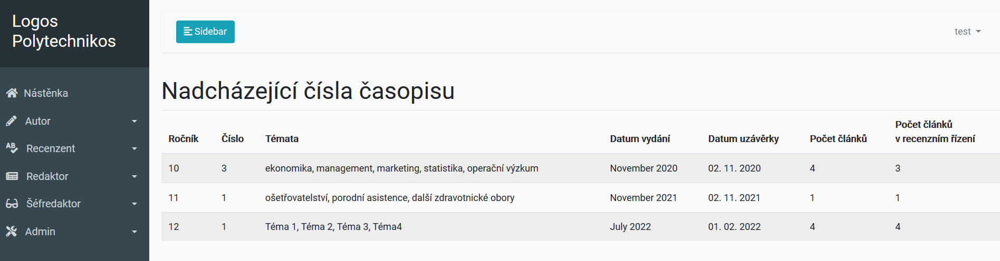 Logos
Polytechnikos
Sidebar
test
Nástěnka
Autor
Recenzent
Redaktor
Šéfredaktor
Admin
Nadcházející čísla časopisu
Ročník Číslo Témata Datum vydání Datum uzávěrky Počet článků Počet článků
v recenzním řízení
10 3 ekonomika, management, marketing, statistika, operační výzkum November 2020 02. 11. 2020 4 3
11 1 ošetřovatelství, porodní asistence, další zdravotnické obory November 2021 02. 11. 2021 1 1
12 1 Téma 1, Téma 2, Téma 3, Téma4 July 2022 01. 02. 2022 4 4